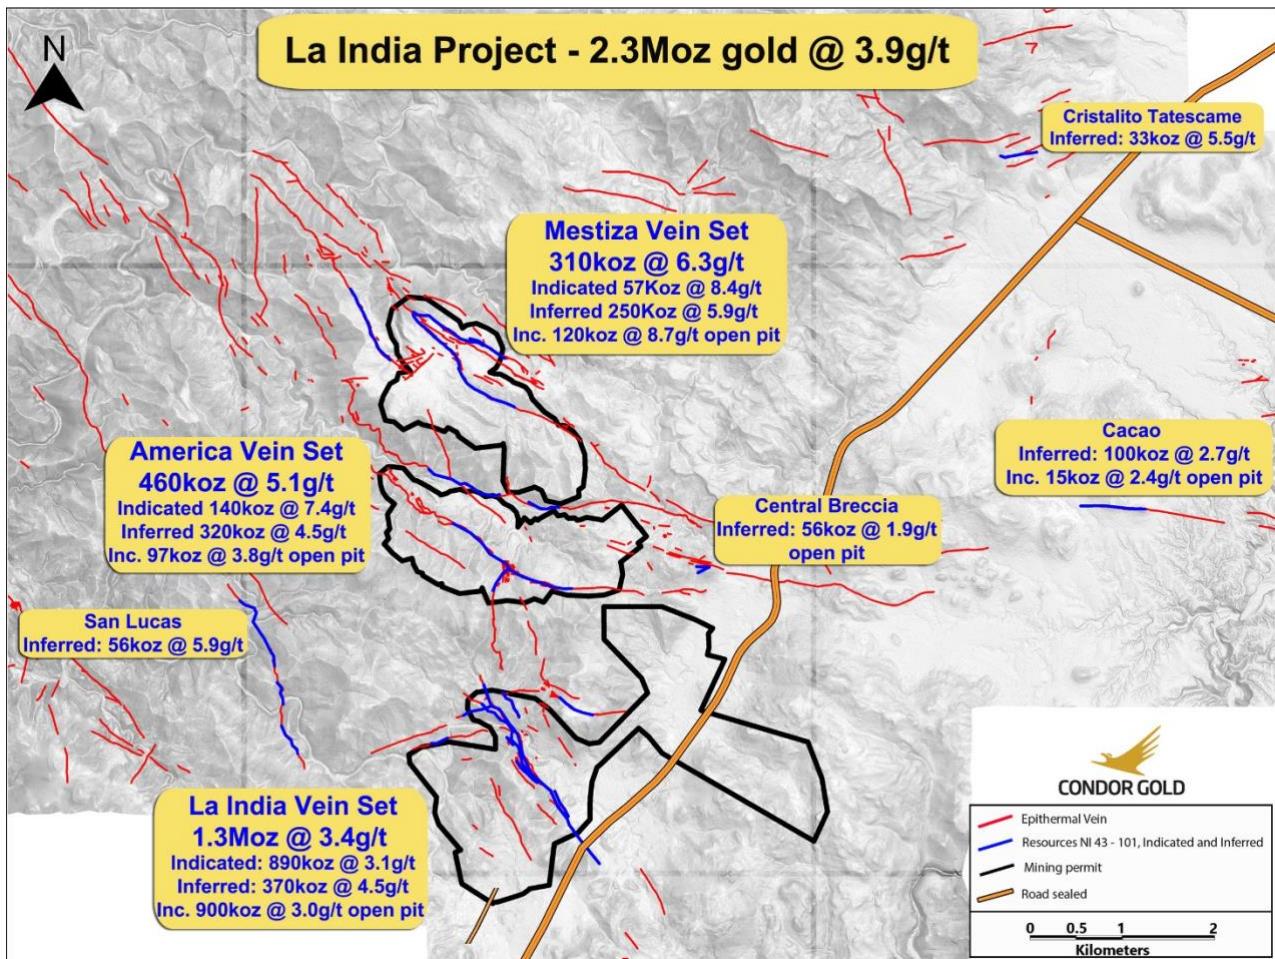 La India Project - 2.3Moz gold @ 3.9g/t
N
Cristalito Tatescame
Inferred: 33koz @ 5.5g/t
Mestiza Vein Set
310koz @ 6.3g/t
Indicated 57Koz @ 8.4g/t
Inferred 250Koz @ 5.9g/t
Inc. 120koz @ 8.7g/t open pit
America Vein Set
460koz @ 5.1g/t
Indicated 140koz @ 7.4g/t
Inferred 320koz @ 4.5g/t
Inc. 97koz @ 3.8g/t open pit
Cacao
Inferred: 100koz @ 2.7g/t
Inc. 15koz @ 2.4g/t open pit
Central Breccia
Inferred: 56koz @ 1.9g/t
open pit
San Lucas
Inferred: 56koz @ 5.9g/t
La India Vein Set
1.3Moz @ 3.4g/t
Indicated: 890koz @ 3.1g/t
Inferred: 370koz @ 4.5g/t
Inc. 900koz @ 3.0g/t open pit
CONDOR GOLD
Epithermal Vein
Resources NI 43 - 101, Indicated and Inferred
Mining permit
Road sealed
0 0.5 1 2
Kilometers